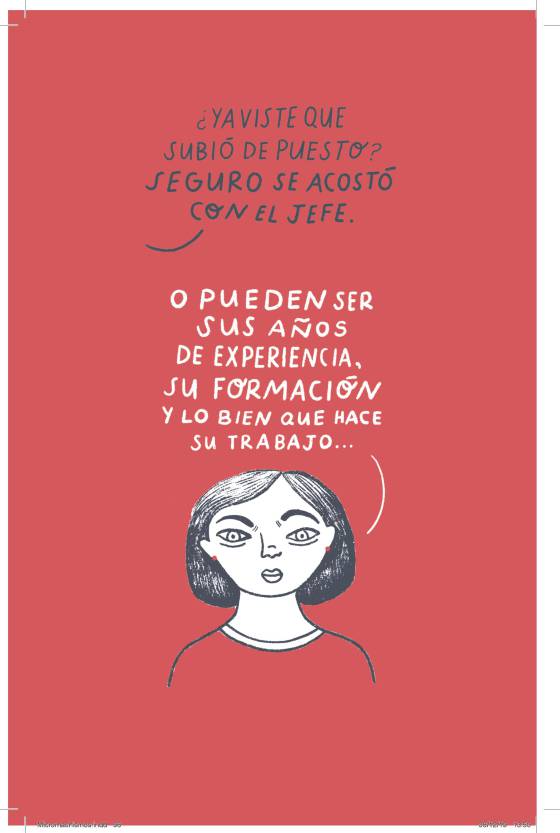 ¿YA VISTE QUE
SUBIÓ DE PUESTO?
SEGURO SE ACOSTÓ
CON EL JEFE.
O PUEDEN SER
SUS AÑOS
DE EXPERIENCIA,
SU FORMACIÓN
Y LO BIEN QUE HACE
SU TRABAJO...